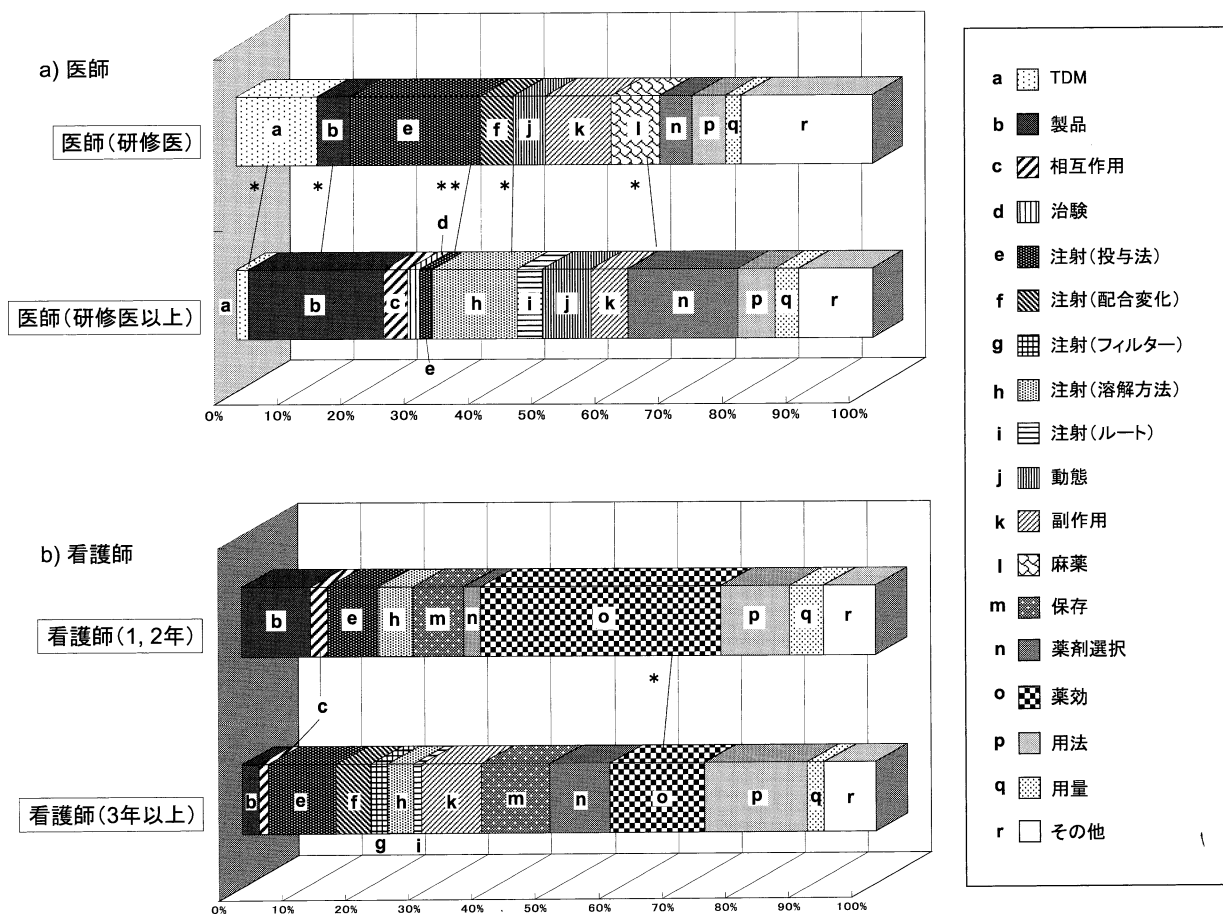 a) 医師
医師(研修医)
a b e f j k l n p q r
* * ** * *
d
医師(研修医以上)
a b c h i j k n p q r
e
0% 10% 20% 30% 40% 50% 60% 70% 80% 90% 100%
b) 看護師
看護師(1, 2年)
b e h m n o p q r
*
c
看護師(3年以上)
b e f h k m n o p q r
g i
0% 10% 20% 30% 40% 50% 60% 70% 80% 90% 100%
a TDM
b 製品
c 相互作用
d 治験
e 注射(投与法)
f 注射(配合変化)
g 注射(フィルター)
h 注射(溶解方法)
i 注射(ルート)
j 動態
k 副作用
l 麻薬
m 保存
n 薬剤選択
o 薬効
p 用法
q 用量
r その他